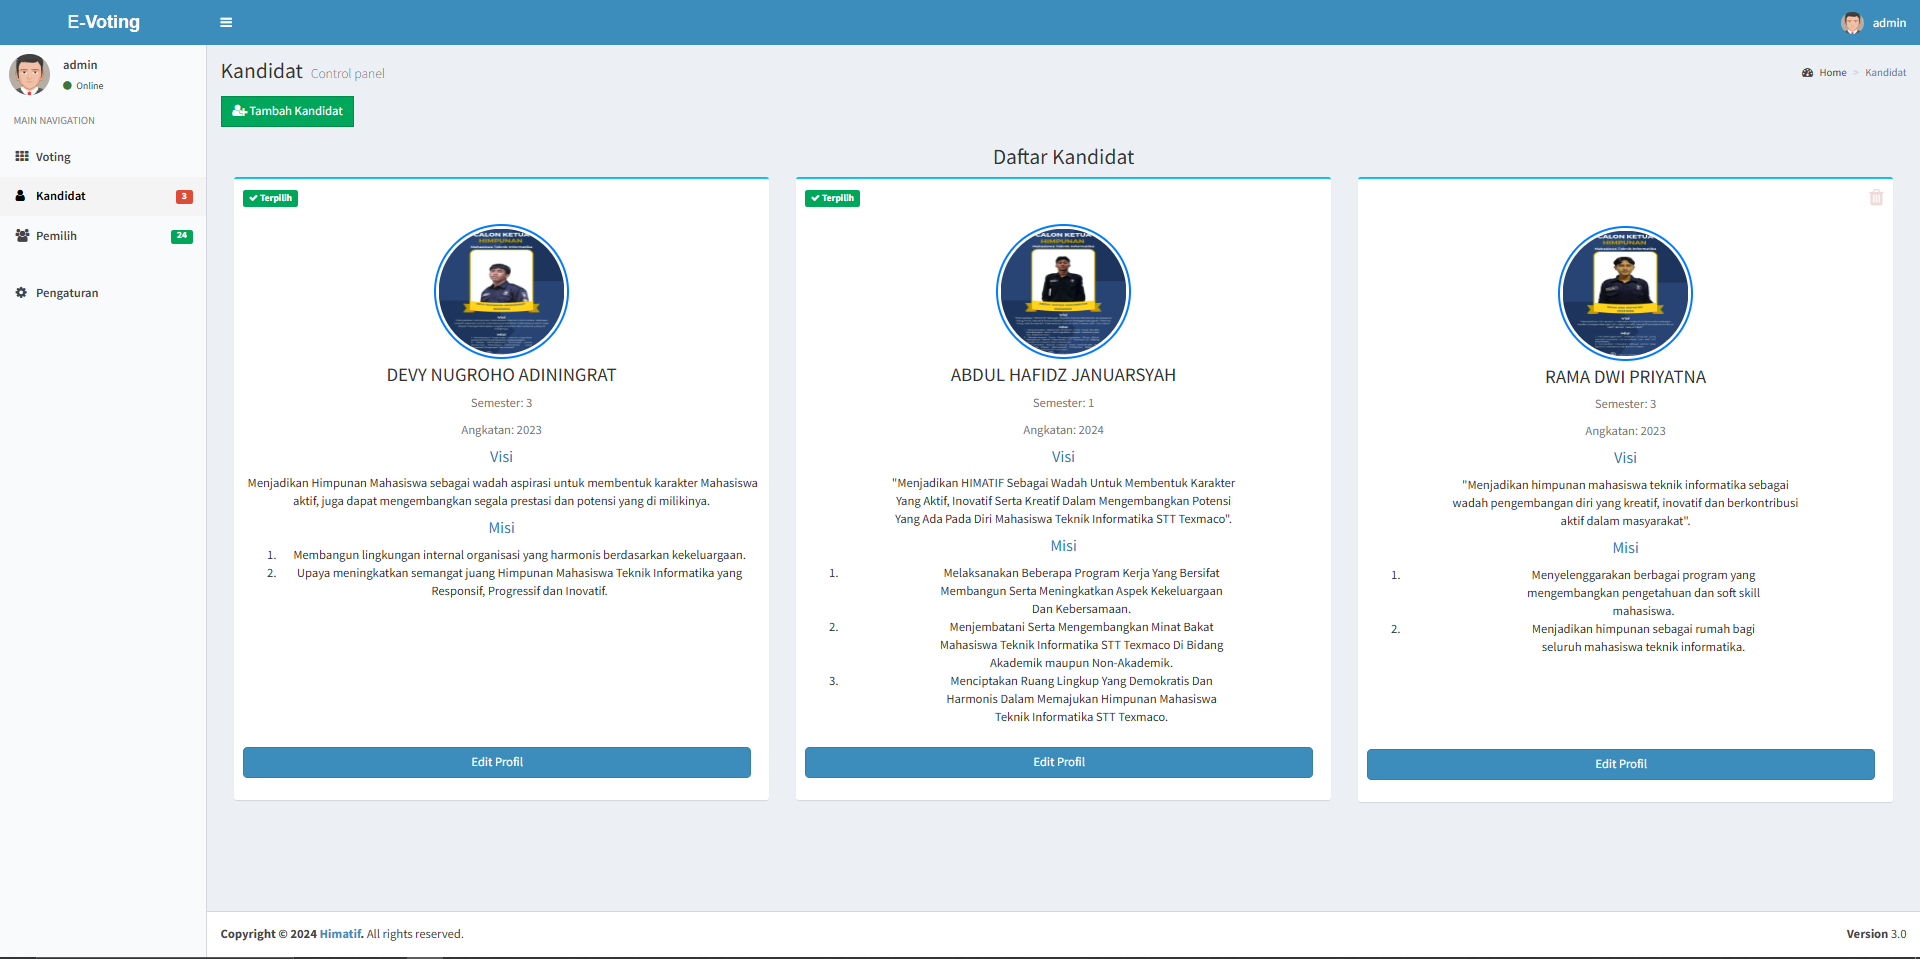 E-Voting
admin
admin
Online
MAIN NAVIGATION
Voting
Kandidat 3
Pemilih 24
Pengaturan
Kandidat Control panel
Home > Kandidat
Tambah Kandidat
Daftar Kandidat
Terpilih
CALON KETUA
HIMPUNAN
Mahasiswa Teknik Informatika
DEVY NUGROHO ADININGRAT
Semester: 3
Angkatan: 2023
Visi
Menjadikan Himpunan Mahasiswa sebagai wadah aspirasi untuk membentuk karakter Mahasiswa
aktif, juga dapat mengembangkan segala prestasi dan potensi yang di milikinya.
Misi
1. Membangun lingkungan internal organisasi yang harmonis berdasarkan kekeluargaan.
2. Upaya meningkatkan semangat juang Himpunan Mahasiswa Teknik Informatika yang
Responsif, Progressif dan Inovatif.
Edit Profil
Terpilih
CALON KETUA
HIMPUNAN
Mahasiswa Teknik Informatika
ABDUL HAFIDZ JANUARSYAH
Semester: 1
Angkatan: 2024
Visi
"Menjadikan HIMATIF Sebagai Wadah Untuk Membentuk Karakter
Yang Aktif, Inovatif Serta Kreatif Dalam Mengembangkan Potensi
Yang Ada Pada Diri Mahasiswa Teknik Informatika STT Texmaco".
Misi
1. Melaksanakan Beberapa Program Kerja Yang Bersifat
Membangun Serta Meningkatkan Aspek Kekeluargaan
Dan Kebersamaan.
2. Menjembatani Serta Mengembangkan Minat Bakat
Mahasiswa Teknik Informatika STT Texmaco Di Bidang
Akademik maupun Non-Akademik.
3. Menciptakan Ruang Lingkup Yang Demokratis Dan
Harmonis Dalam Memajukan Himpunan Mahasiswa
Teknik Informatika STT Texmaco.
Edit Profil
CALON KETUA
HIMPUNAN
Mahasiswa Teknik Informatika
RAMA DWI PRIYATNA
Semester: 3
Angkatan: 2023
Visi
"Menjadikan himpunan mahasiswa teknik informatika sebagai
wadah pengembangan diri yang kreatif, inovatif dan berkontribusi
aktif dalam masyarakat".
Misi
1. Menyelenggarakan berbagai program yang
mengembangkan pengetahuan dan soft skill
mahasiswa.
2. Menjadikan himpunan sebagai rumah bagi
seluruh mahasiswa teknik informatika.
Edit Profil
Copyright © 2024 Himatif. All rights reserved.
Version 3.0